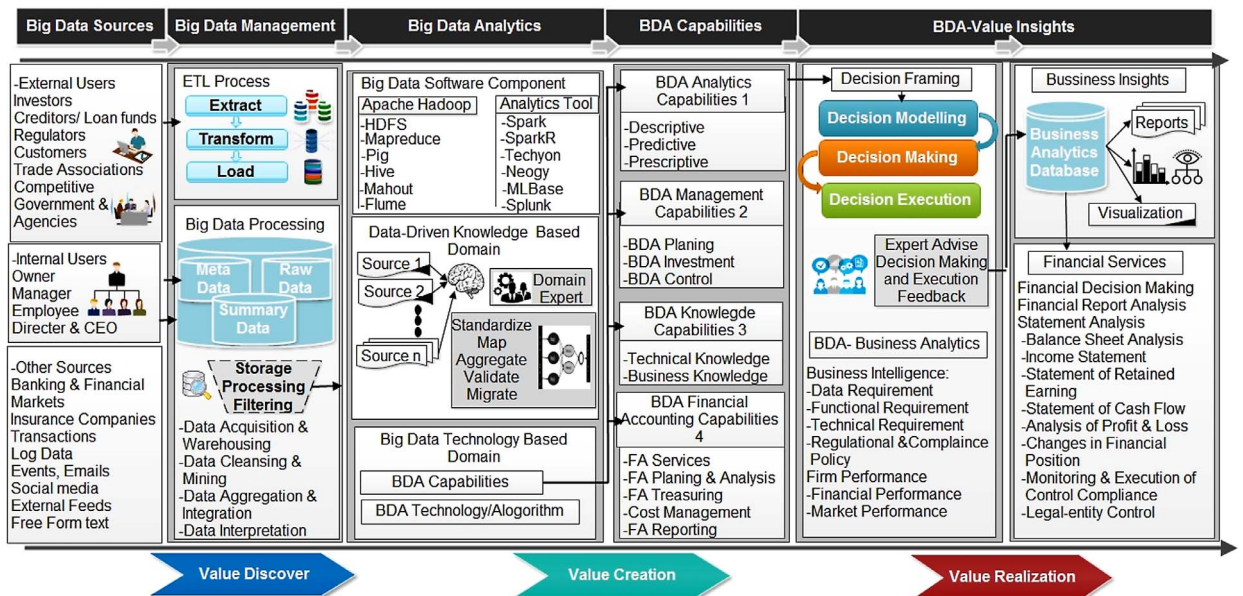 Big Data Sources
Big Data Management
Big Data Analytics
BDA Capabilities
BDA-Value Insights
-External Users
Investors
Creditors/ Loan funds
Regulators
Customers
Trade Associations
Competitive
Government &
Agencies
-Internal Users
Owner
Manager
Employee
Directer & CEO
-Other Sources
Banking & Financial
Markets
Insurance Companies
Transactions
Log Data
Events, Emails
Social media
External Feeds
Free Form text
ETL Process
Extract
Transform
Load
Big Data Processing
Meta
Data
Raw
Data
Summary
Data
Storage
Processing
Filtering
-Data Acquisition &
Warehousing
-Data Cleansing &
Mining
-Data Aggregation &
Integration
-Data Interpretation
Big Data Software Component
Apache Hadoop
-HDFS
-Mapreduce
-Pig
-Hive
-Mahout
-Flume
Analytics Tool
-Spark
-SparkR
-Techyon
-Neogy
-MLBase
-Splunk
Data-Driven Knowledge Based
Domain
Source 1
Source 2
Source n
Domain
Expert
Standardize
Map
Aggregate
Validate
Migrate
Big Data Technology Based
Domain
BDA Capabilities
BDA Technology/Alogorithm
BDA Analytics
Capabilities 1
-Descriptive
-Predictive
-Prescriptive
BDA Management
Capabilities 2
-BDA Planing
-BDA Investment
-BDA Control
BDA Knowlegde
Capabilities 3
-Technical Knowledge
-Business Knowledge
BDA Financial
Accounting Capabilities
4
-FA Services
-FA Planing & Analysis
-FA Treasuring
-Cost Management
-FA Reporting
Decision Framing
Decision Modelling
Decision Making
Decision Execution
Expert Advise
Decision Making
and Execution
Feedback
BDA- Business Analytics
Business Intelligence:
-Data Requirement
-Functional Requirement
-Technical Requirement
-Regulational &Complaince
Policy
Firm Performance
-Financial Performance
-Market Performance
Bussiness Insights
Business
Analytics
Database
Reports
Visualization
Financial Services
Financial Decision Making
Financial Report Analysis
Statement Analysis
-Balance Sheet Analysis
-Income Statement
-Statement of Retained
Earning
-Statement of Cash Flow
-Analysis of Profit & Loss
-Changes in Financial
Position
-Monitoring & Execution of
Control Compliance
-Legal-entity Control
Value Discover
Value Creation
Value Realization